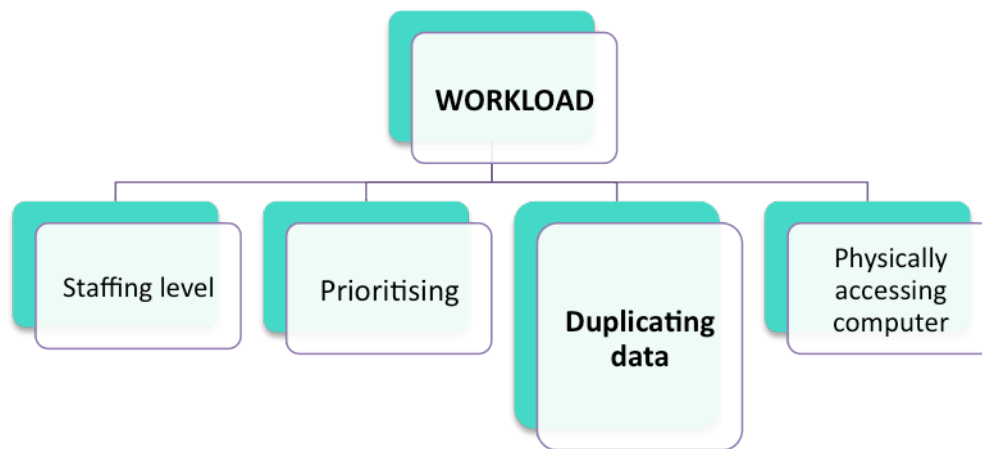 WORKLOAD
Staffing level
Prioritising
Duplicating
data
Physically
accessing
computer